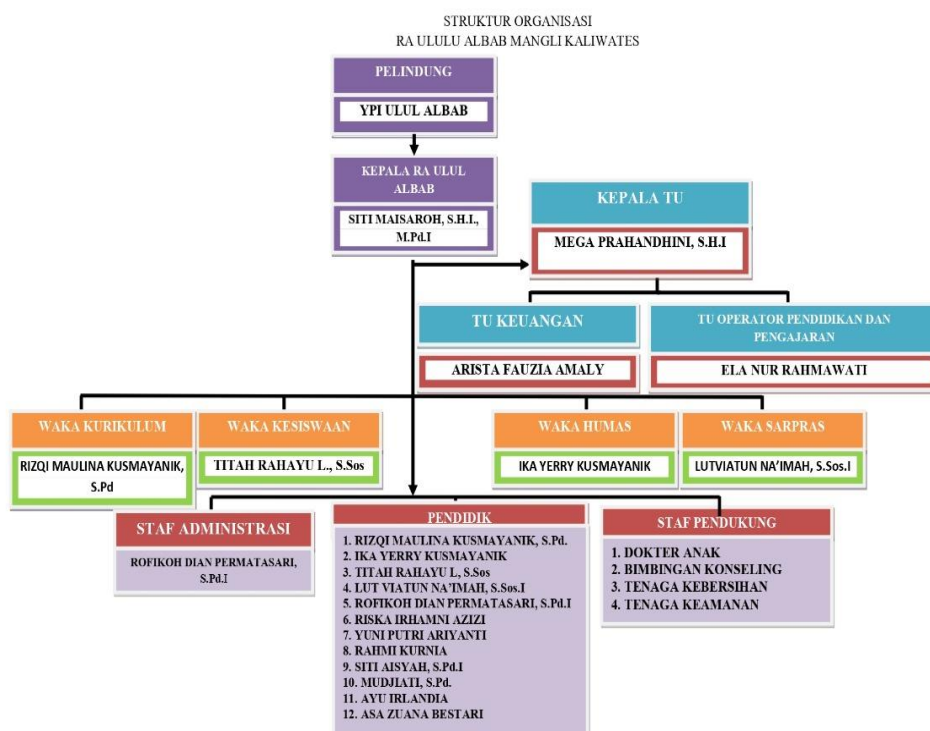 STRUKTUR ORGANISASI
RA ULULU ALBAB MANGLI KALIWATES
PELINDUNG
YPI ULUL ALBAB
KEPALA RA ULUL
ALBAB
SITI MAISAROH, S.H.I.,
M.Pd.I
KEPALA TU
MEGA PRAHANDHINI, S.H.I
TU KEUANGAN
ARISTA FAUZIA AMALY
TU OPERATOR PENDIDIKAN DAN
PENGAJARAN
ELA NUR RAHMAWATI
WAKA KURIKULUM
RIZQI MAULINA KUSMAYANIK,
S.Pd
WAKA KESISWAAN
TITAH RAHAYU L., S.Sos
WAKA HUMAS
IKA YERRY KUSMAYANIK
WAKA SARPRAS
LUTVIATUN NA'IMAH, S.Sos.I
STAF ADMINISTRASI
ROFIKOH DIAN PERMATASARI,
S.Pd.I
PENDIDIK
1. RIZQI MAULINA KUSMAYANIK, S.Pd.
2. IKA YERRY KUSMAYANIK
3. TITAH RAHAYU L, S.Sos
4. LUT VIATUN NA'IMAH, S.Sos.I
5. ROFIKOH DIAN PERMATASARI, S.Pd.I
6. RISKA IRHAMNI AZIZI
7. YUNI PUTRI ARIYANTI
8. RAHMI KURNIA
9. SITI AISYAH, S.Pd.I
10. MUDJIATI, S.Pd.
11. AYU IRLANDIA
12. ASA ZUANA BESTARI
STAF PENDUKUNG
1. DOKTER ANAK
2. BIMBINGAN KONSELING
3. TENAGA KEBERSIHAN
4. TENAGA KEAMANAN